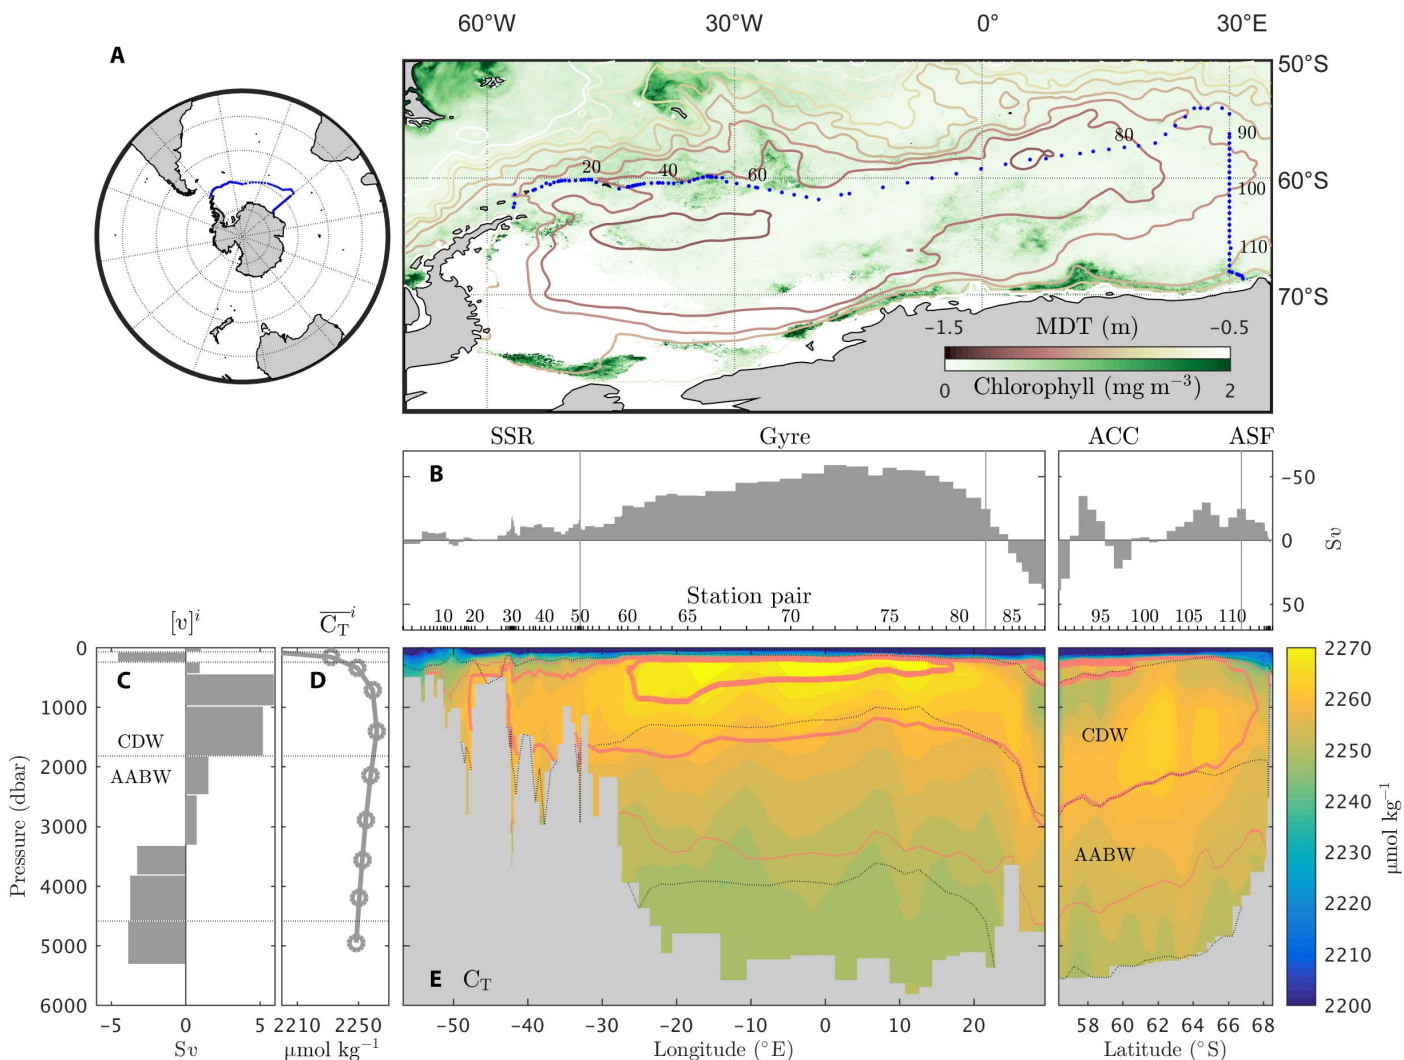 60°W 30°W 0° 30°E
A
50°S
60°S
70°S
20 40 60 80 90 100 110
−1.5 MDT (m) −0.5
0 Chlorophyll (mg m⁻³) 2
SSR Gyre ACC ASF
B
−50
0
50
Sv
Station pair
10 20 30 40 50 60 65 70 75 80 85 95 100 105 110
[v]ⁱ C_Tⁱ
0
1000
2000
3000
4000
5000
6000
Pressure (dbar)
C D
CDW
AABW
−5 0 5
Sv
2210 2250
μmol kg⁻¹
CDW
AABW
E C_T
−50 −40 −30 −20 −10 0 10 20
Longitude (°E)
58 60 62 64 66 68
Latitude (°S)
2270
2260
2250
2240
2230
2220
2210
2200
μmol kg⁻¹